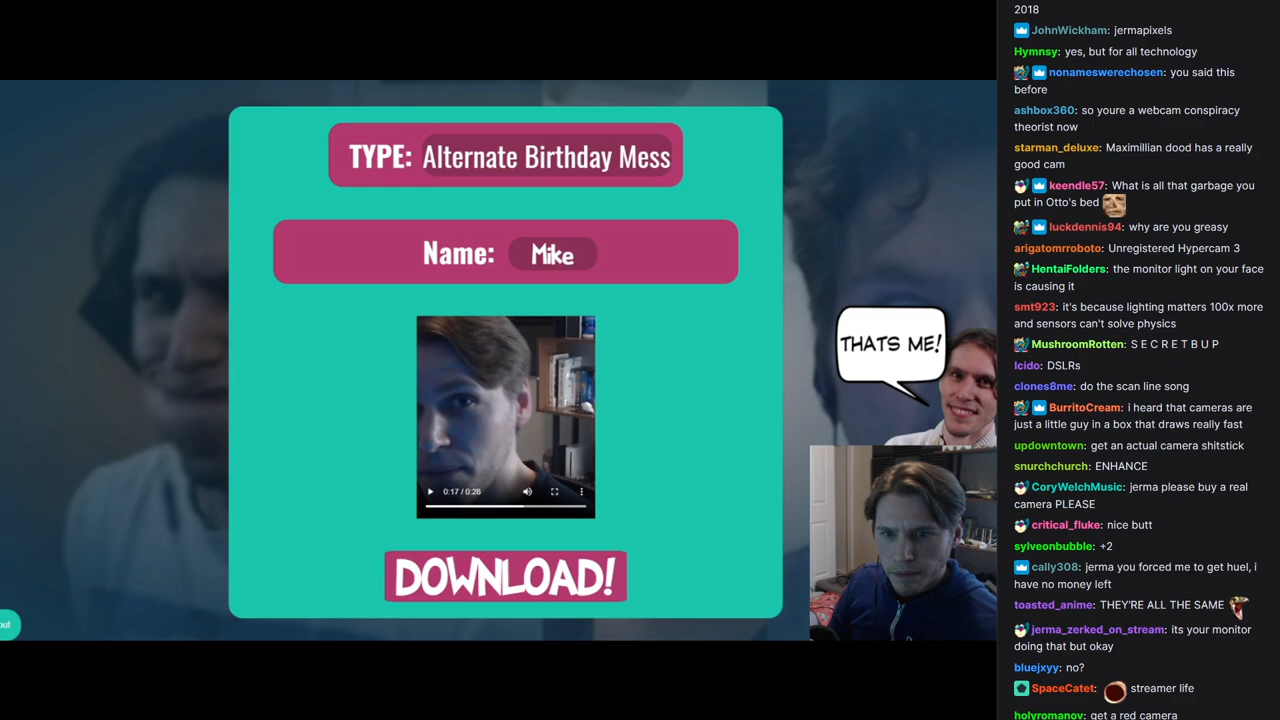 TYPE: Alternate Birthday Mess
Name: Mike
THATS ME!
0:17 / 0:28
DOWNLOAD!
out
2018
JohnWickham: jermapixels
Hymnsy: yes, but for all technology
nonameswerechosen: you said this
before
ashbox360: so youre a webcam conspiracy
theorist now
starman_deluxe: Maximillian dood has a really
good cam
keendle57: What is all that garbage you
put in Otto's bed
luckdennis94: why are you greasy
arigatomrroboto: Unregistered Hypercam 3
HentaiFolders: the monitor light on your face
is causing it
smt923: it's because lighting matters 100x more
and sensors can't solve physics
MushroomRotten: S E C R E T B U P
Icido: DSLRs
clones8me: do the scan line song
BurritoCream: i heard that cameras are
just a little guy in a box that draws really fast
updowntown: get an actual camera shitstick
snurchchurch: ENHANCE
CoryWelchMusic: jerma please buy a real
camera PLEASE
critical_fluke: nice butt
sylveonbubble: +2
cally308: jerma you forced me to get huel, i
have no money left
toasted_anime: THEY'RE ALL THE SAME
jerma_zerked_on_stream: its your monitor
doing that but okay
bluejxyy: no?
SpaceCatet: streamer life
holyromanov: get a red camera